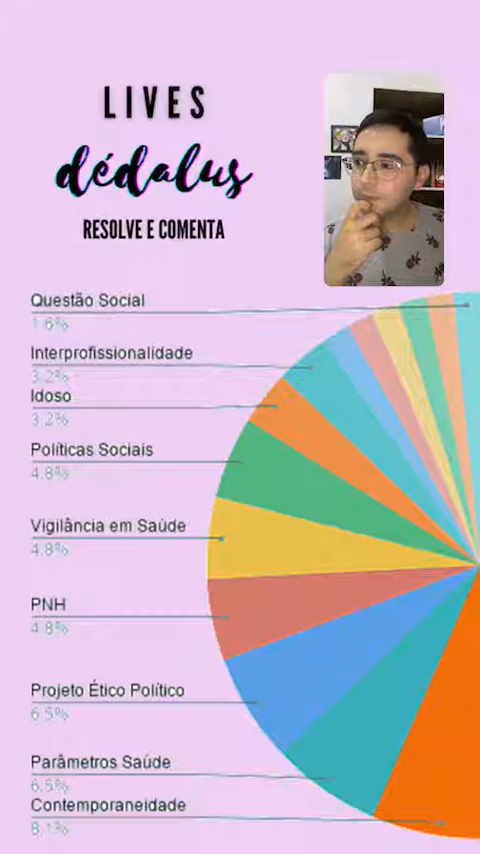 LIVES
dédalus
RESOLVE E COMENTA
Questão Social
1.6%
Interprofissionalidade
3.2%
Idoso
3.2%
Políticas Sociais
4.8%
Vigilância em Saúde
4.8%
PNH
4.8%
Projeto Ético Político
6.5%
Parâmetros Saúde
6.5%
Contemporaneidade
8.1%